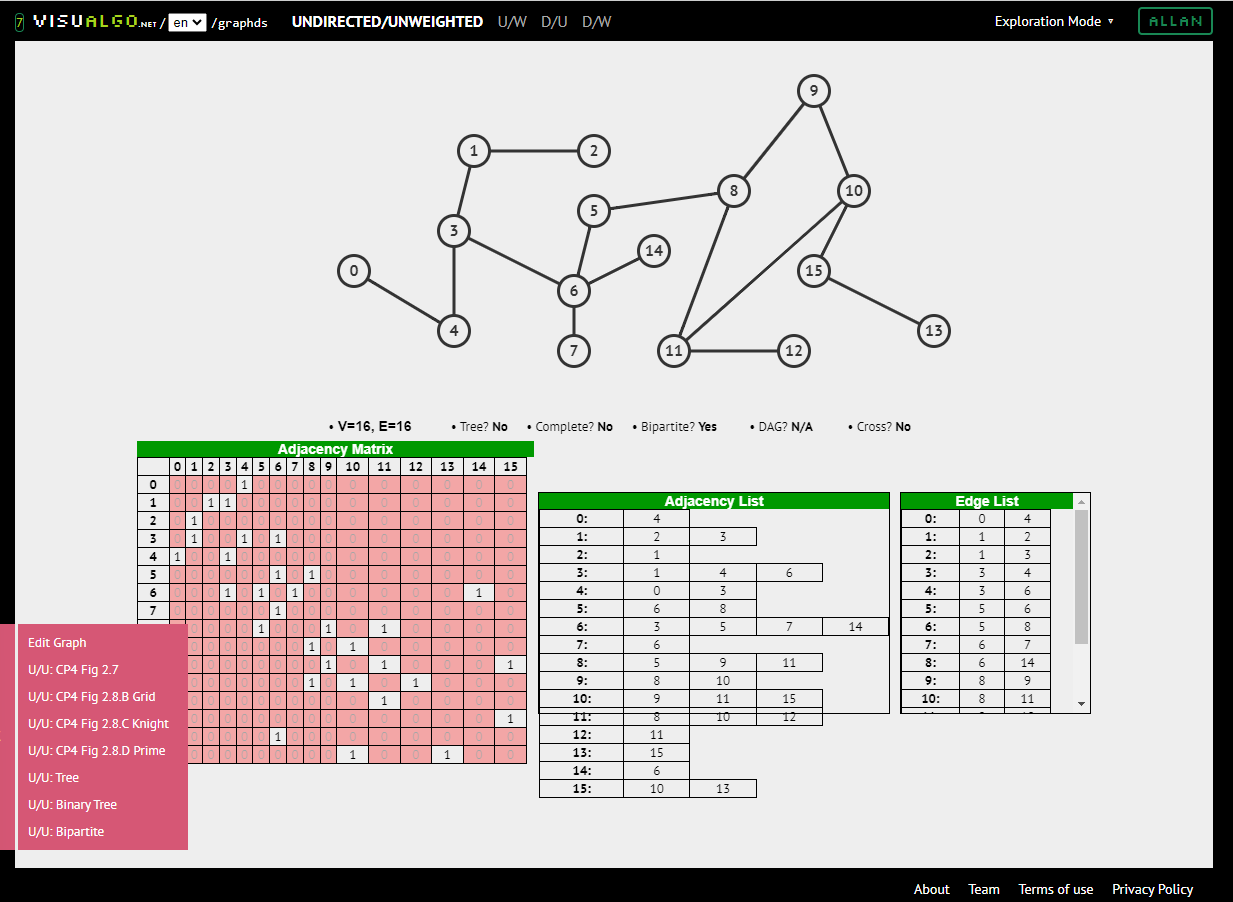 7 VISUALGO.NET / en /graphds UNDIRECTED/UNWEIGHTED U/W D/U D/W Exploration Mode ▼ ALLAN
9
1 2
8 10
5
3 14
0 15
6
4 13
7 11 12
• V=16, E=16 • Tree? No • Complete? No • Bipartite? Yes • DAG? N/A • Cross? No
Adjacency Matrix
0 1 2 3 4 5 6 7 8 9 10 11 12 13 14 15
0 0 0 0 0 1 0 0 0 0 0 0 0 0 0 0 0
1 0 0 1 1 0 0 0 0 0 0 0 0 0 0 0 0
2 0 1 0 0 0 0 0 0 0 0 0 0 0 0 0 0
3 0 1 0 0 1 0 1 0 0 0 0 0 0 0 0 0
4 1 0 0 1 0 0 0 0 0 0 0 0 0 0 0 0
5 0 0 0 0 0 0 1 0 1 0 0 0 0 0 0 0
6 0 0 0 1 0 1 0 1 0 0 0 0 0 0 1 0
7 0 0 0 0 0 0 1 0 0 0 0 0 0 0 0 0
0 0 0 0 1 0 0 0 1 0 1 0 0 0 0
0 0 0 0 0 0 0 1 0 1 0 0 0 0 0
0 0 0 0 0 0 0 0 1 0 1 0 0 0 1
0 0 0 0 0 0 0 1 0 1 0 1 0 0 0
0 0 0 0 0 0 0 0 0 0 1 0 0 0 0
0 0 0 0 0 0 0 0 0 0 0 0 0 0 1
0 0 0 0 0 1 0 0 0 0 0 0 0 0 0
0 0 0 0 0 0 0 0 0 1 0 0 1 0 0
Adjacency List
0: 4
1: 2 3
2: 1
3: 1 4 6
4: 0 3
5: 6 8
6: 3 5 7 14
7: 6
8: 5 9 11
9: 8 10
10: 9 11 15
11: 8 10 12
12: 11
13: 15
14: 6
15: 10 13
Edge List
0: 0 4
1: 1 2
2: 1 3
3: 3 4
4: 3 6
5: 5 6
6: 5 8
7: 6 7
8: 6 14
9: 8 9
10: 8 11
Edit Graph
U/U: CP4 Fig 2.7
U/U: CP4 Fig 2.8.B Grid
U/U: CP4 Fig 2.8.C Knight
U/U: CP4 Fig 2.8.D Prime
U/U: Tree
U/U: Binary Tree
U/U: Bipartite
About Team Terms of use Privacy Policy